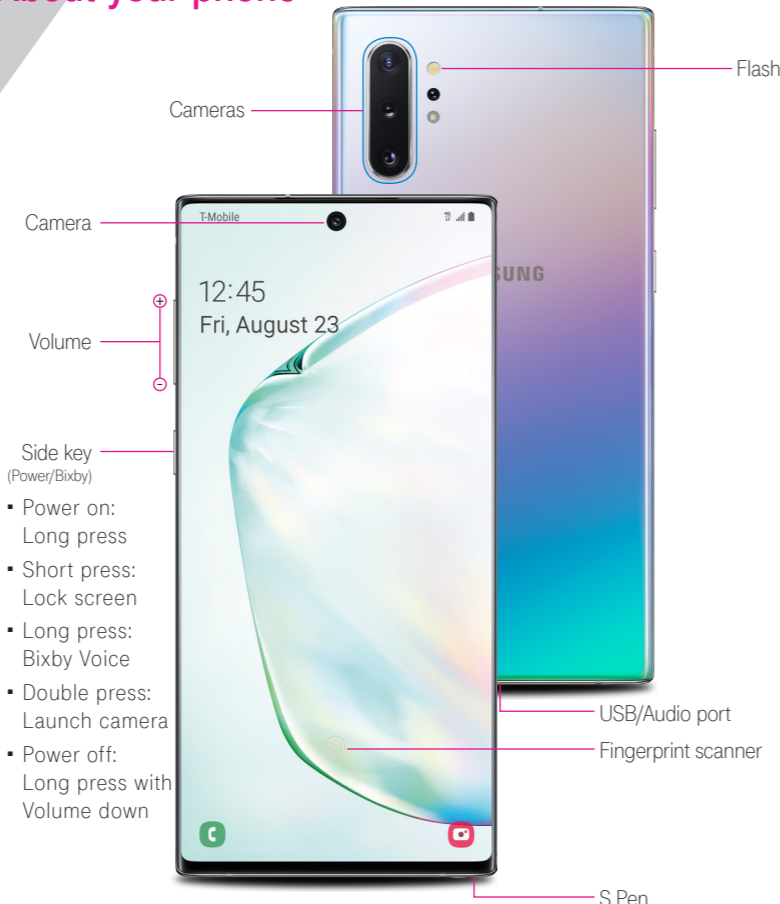 About your phone
Flash
Cameras
Camera
T-Mobile
SUNG
12:45
Fri, August 23
Volume
Side key
(Power/Bixby)
▪ Power on:
Long press
▪ Short press:
Lock screen
▪ Long press:
Bixby Voice
▪ Double press:
Launch camera
▪ Power off:
Long press with
Volume down
USB/Audio port
Fingerprint scanner
S Pen